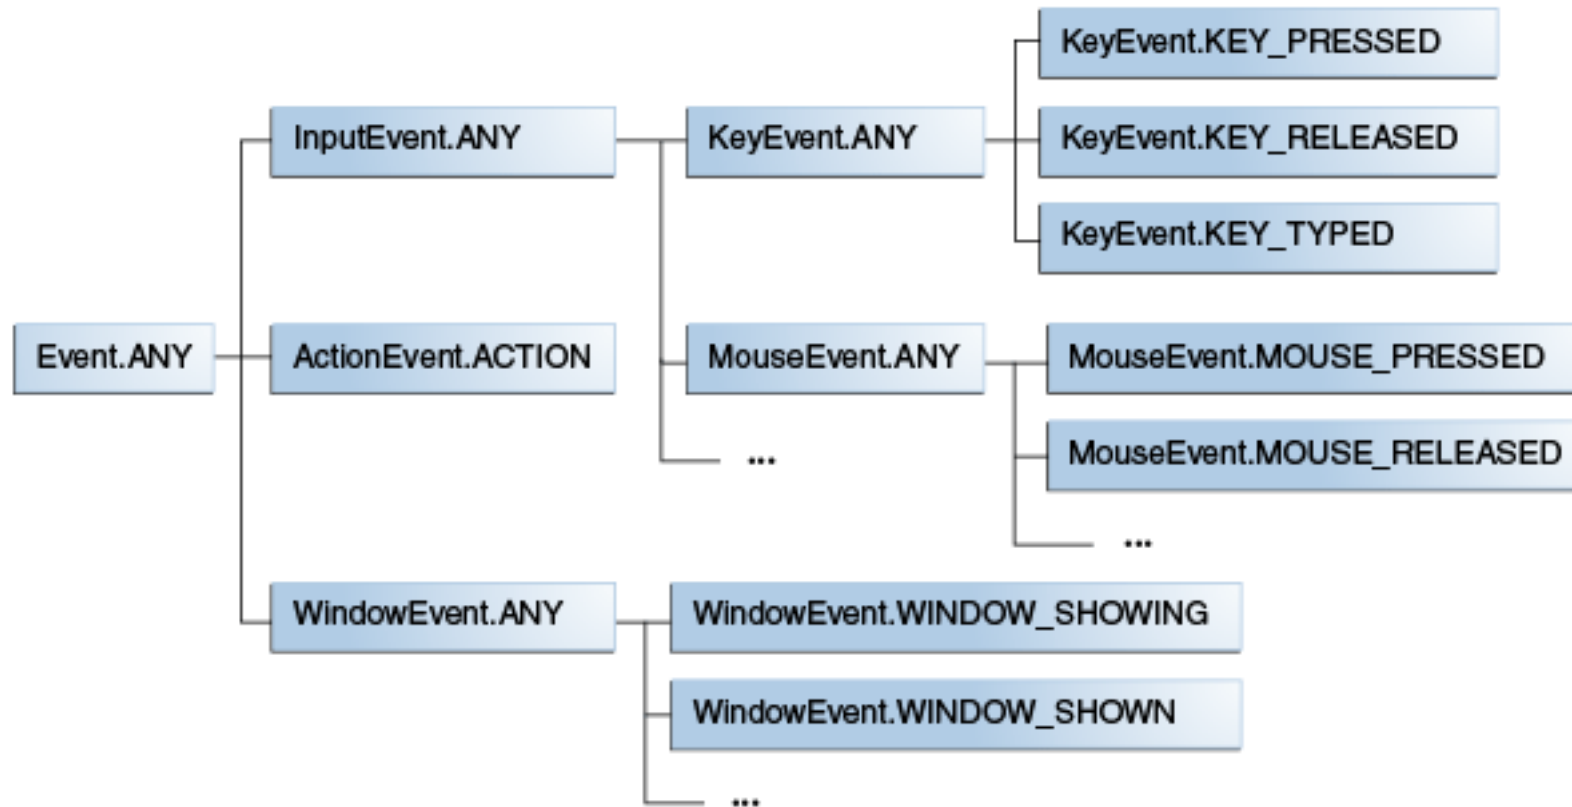 KeyEvent.KEY_PRESSED
InputEvent.ANY
KeyEvent.ANY
KeyEvent.KEY_RELEASED
KeyEvent.KEY_TYPED
Event.ANY
ActionEvent.ACTION
MouseEvent.ANY
MouseEvent.MOUSE_PRESSED
...
MouseEvent.MOUSE_RELEASED
...
WindowEvent.ANY
WindowEvent.WINDOW_SHOWING
WindowEvent.WINDOW_SHOWN
...